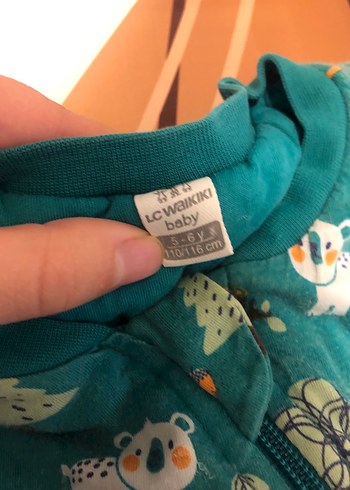 LC WAIKIKI
baby
5-6 y
110/116 cm